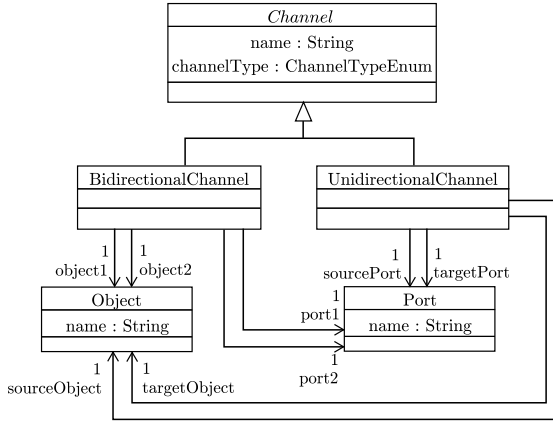 Channel
name : String
channelType : ChannelTypeEnum
BidirectionalChannel
UnidirectionalChannel
1
1
object1
object2
1
1
sourcePort
targetPort
Object
name : String
1
port1
Port
name : String
1
port2
1
1
sourceObject
targetObject